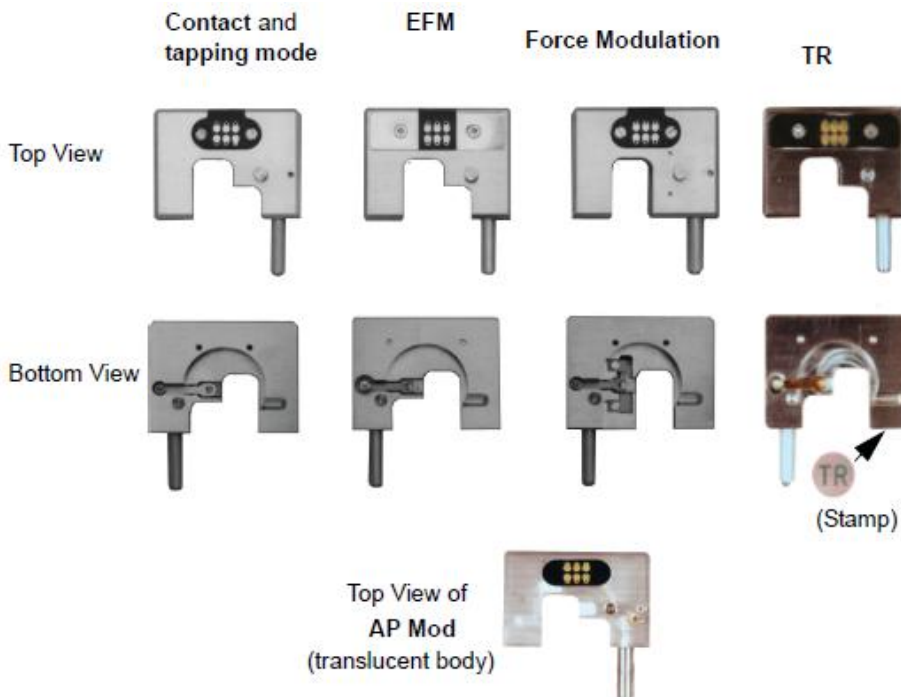 Contact and
tapping mode
EFM
Force Modulation
TR
Top View
Bottom View
TR
(Stamp)
Top View of
AP Mod
(translucent body)